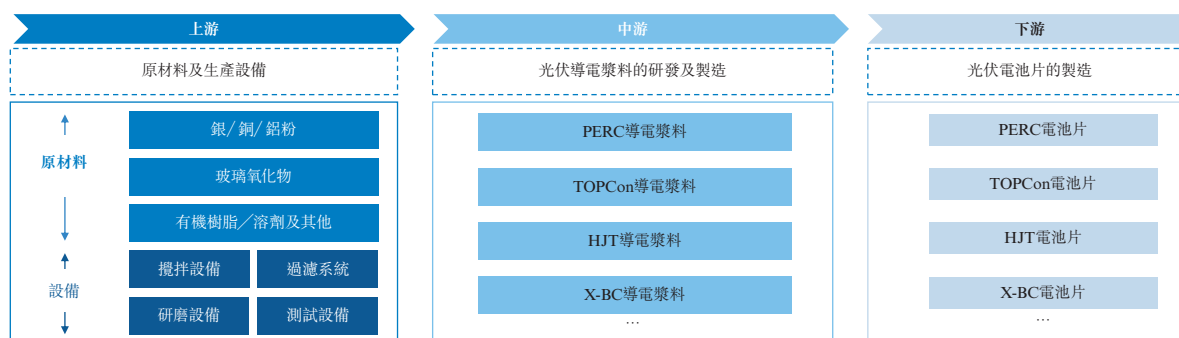 上游
中游
下游
原材料及生產設備
光伏導電漿料的研發及製造
光伏電池片的製造
原材料
銀/銅/鋁粉
玻璃氧化物
有機樹脂／溶劑及其他
設備
攪拌設備
過濾系統
研磨設備
測試設備
PERC導電漿料
TOPCon導電漿料
HJT導電漿料
X-BC導電漿料
…
PERC電池片
TOPCon電池片
HJT電池片
X-BC電池片
…